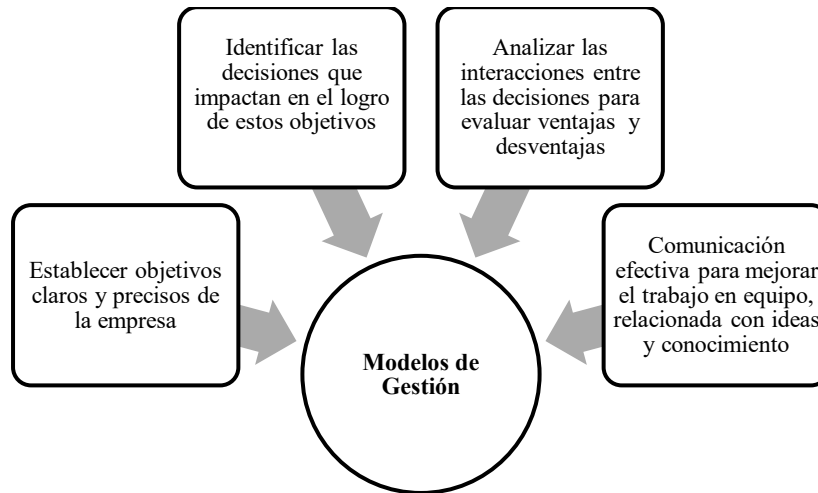 Identificar las
decisiones que
impactan en el logro
de estos objetivos
Analizar las
interacciones entre
las decisiones para
evaluar ventajas y
desventajas
Establecer objetivos
claros y precisos de
la empresa
Comunicación
efectiva para mejorar
el trabajo en equipo,
relacionada con ideas
y conocimiento
Modelos de
Gestión